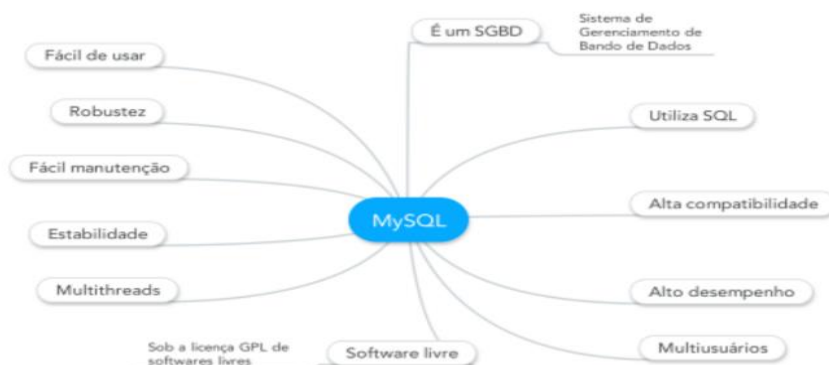 É um SGBD
Sistema de
Gerenciamento de
Bando de Dados
Fácil de usar
Robustez
Utiliza SQL
Fácil manutenção
Alta compatibilidade
MySQL
Estabilidade
Multithreads
Alto desempenho
Sob a licença GPL de
softwares livres
Software livre
Multiusuários